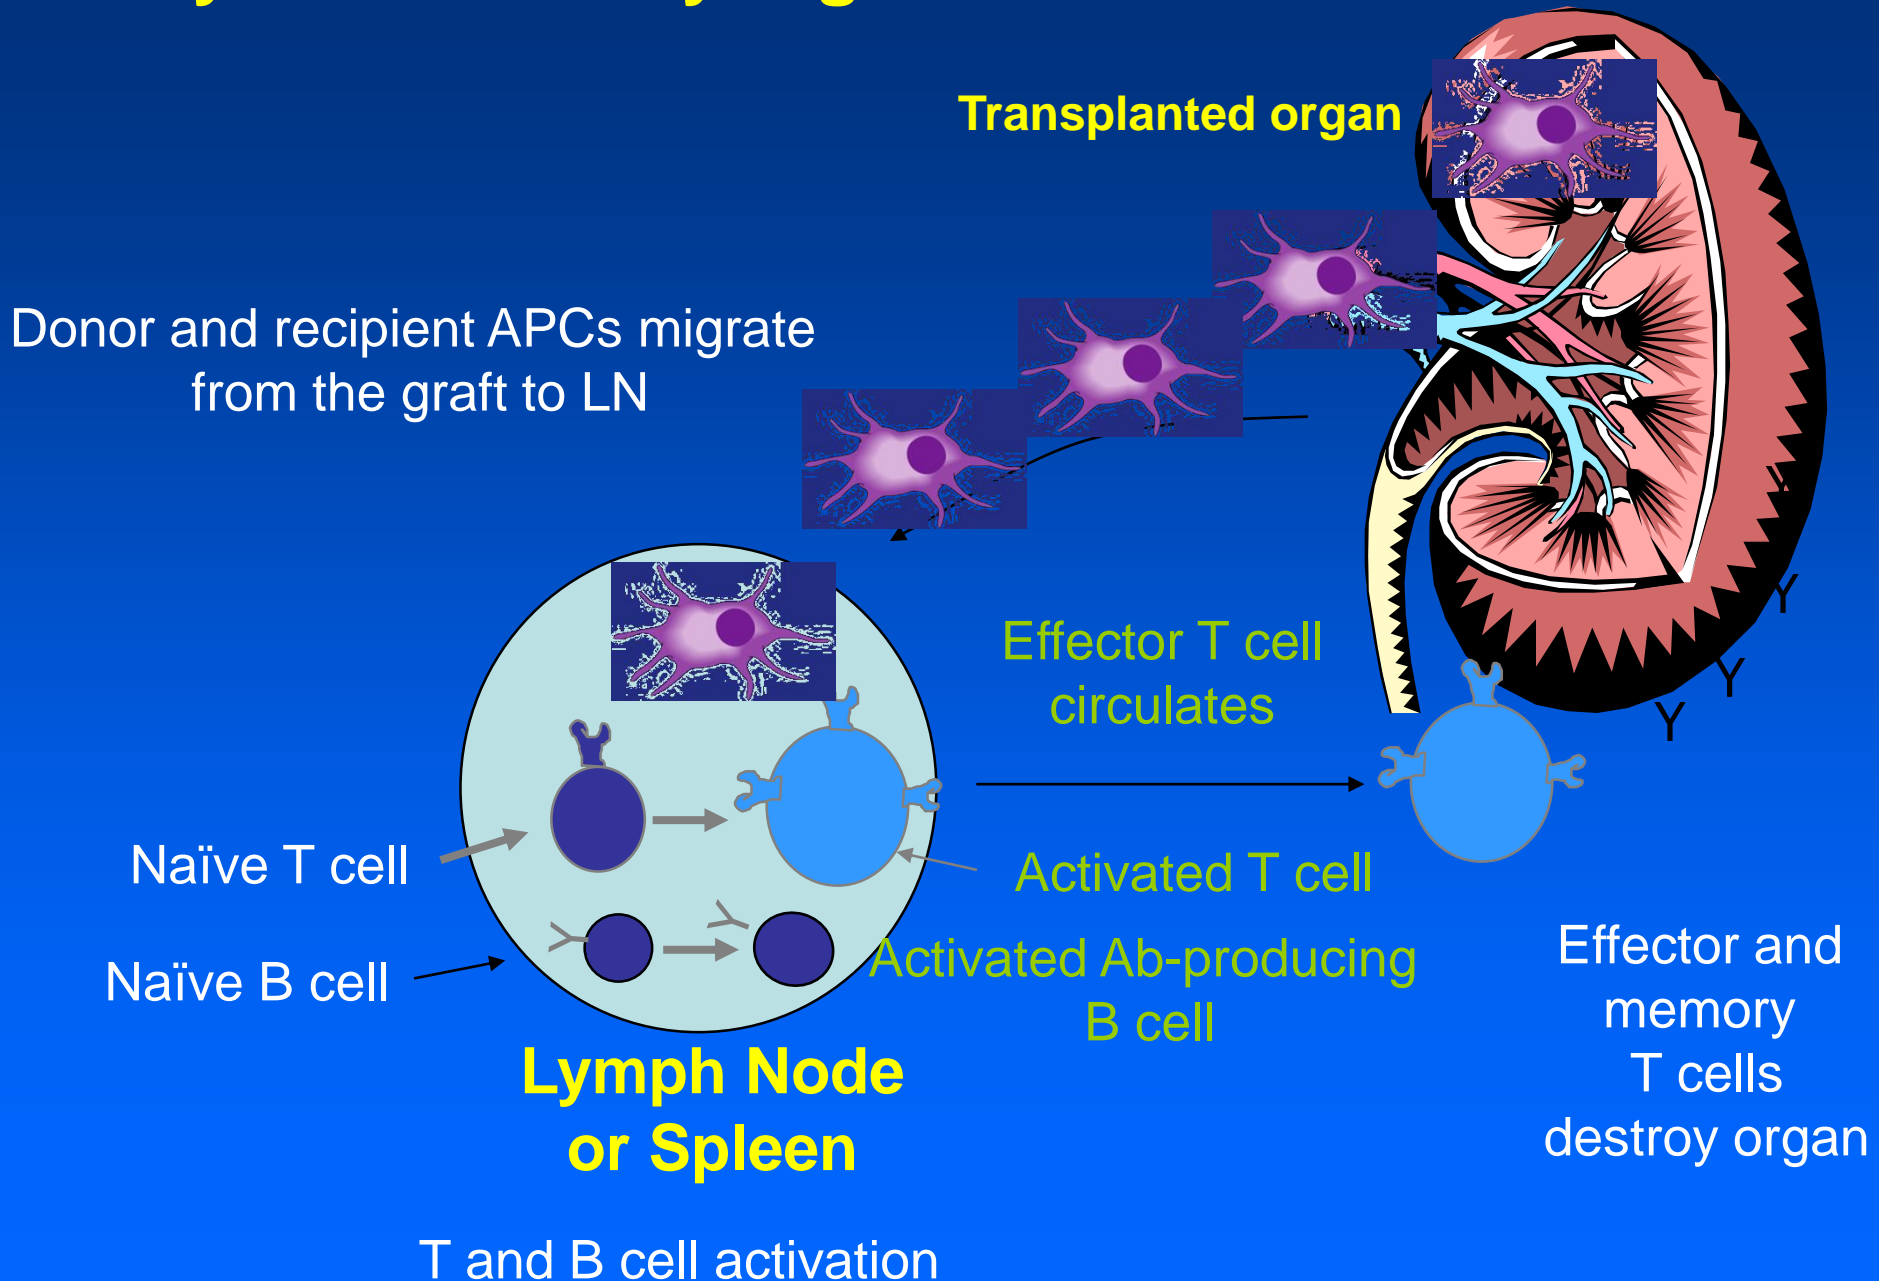 Transplanted organ
Donor and recipient APCs migrate
from the graft to LN
Effector T cell
circulates
Naïve T cell
Activated T cell
Naïve B cell
Activated Ab-producing
B cell
Effector and
memory
T cells
destroy organ
Lymph Node
or Spleen
T and B cell activation
Y
Y
Y
Y